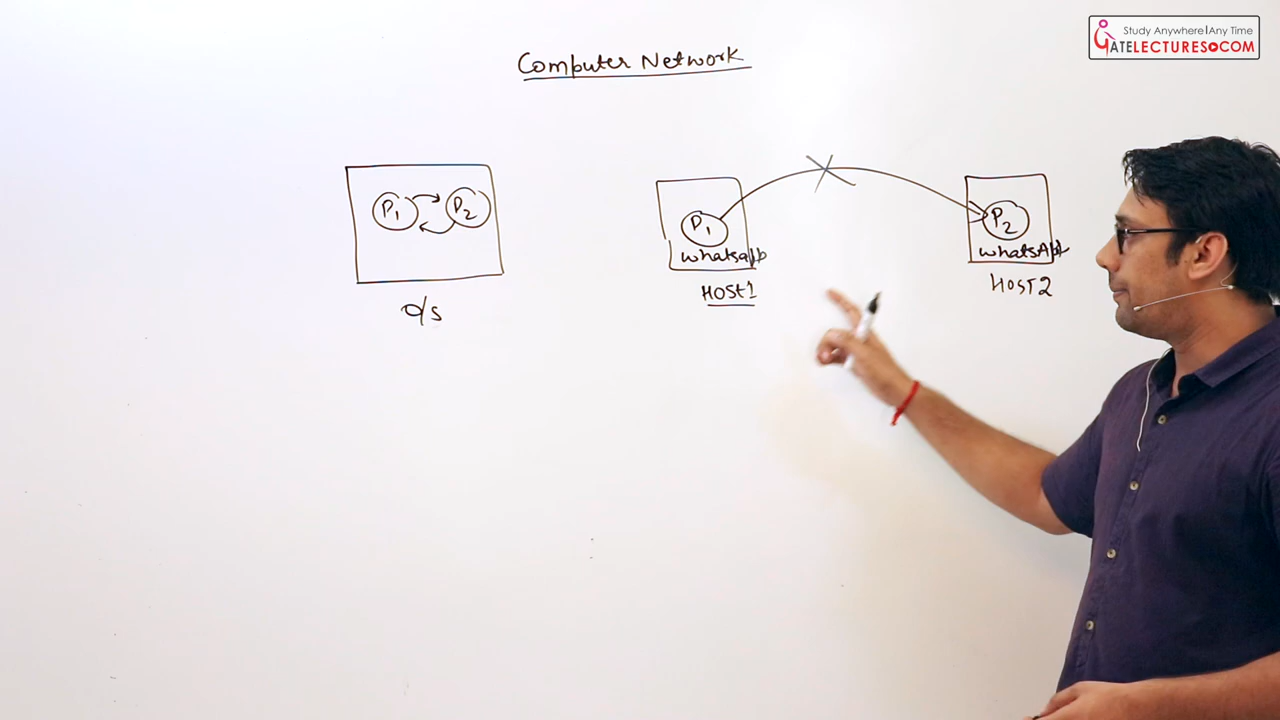 Study Anywhere|Any Time
GATELECTURES.COM
Computer Network
P1 P2
O/S
P1
whatsapp
HOST1
P2
whatsApp
HOST2